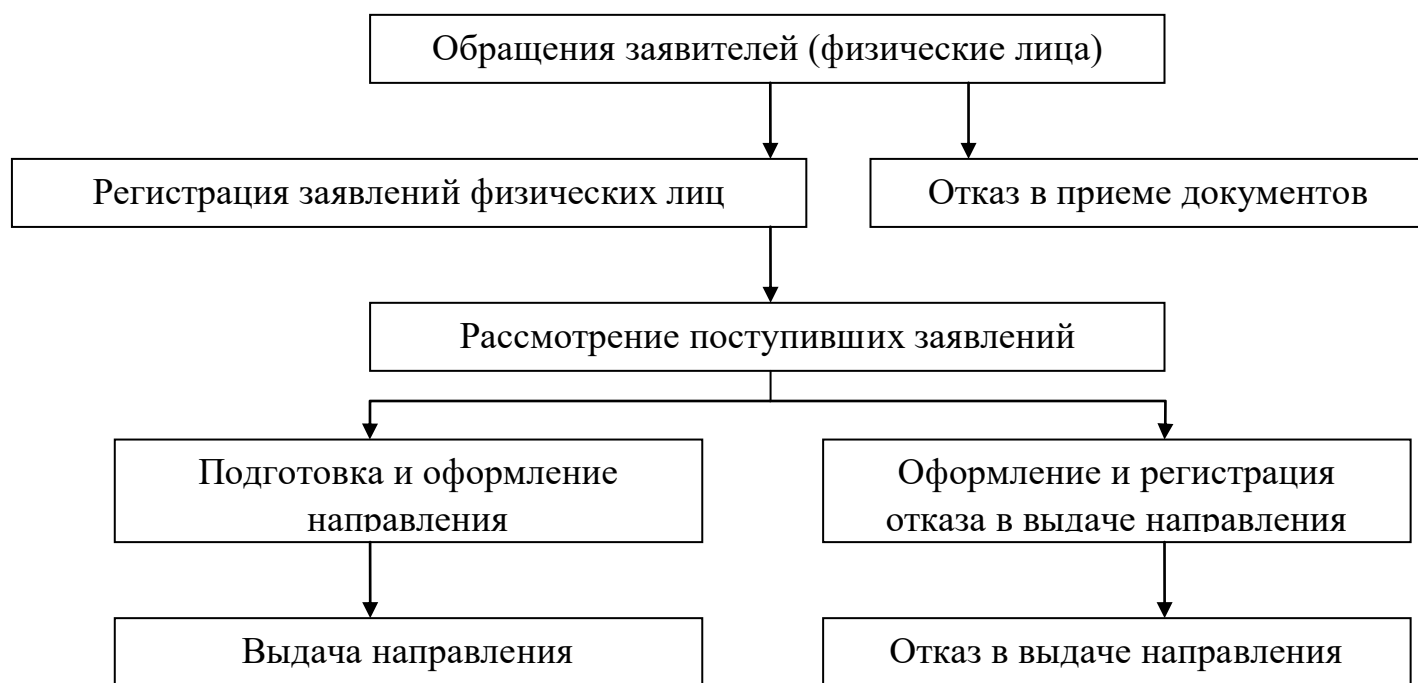 Обращения заявителей (физические лица)
Регистрация заявлений физических лиц
Отказ в приеме документов
Рассмотрение поступивших заявлений
Подготовка и оформление
направления
Оформление и регистрация
отказа в выдаче направления
Выдача направления
Отказ в выдаче направления